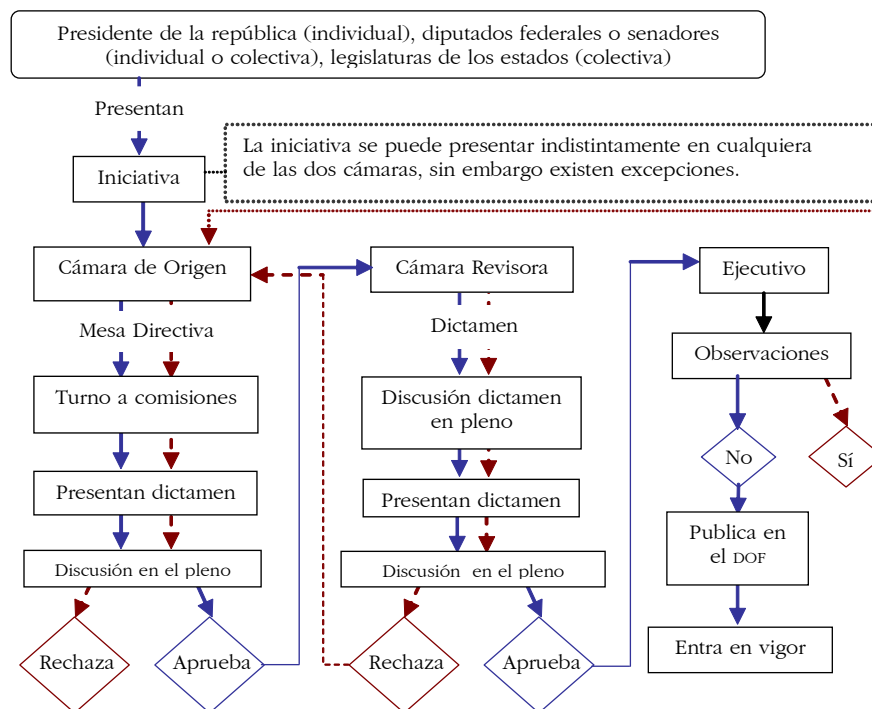 Presidente de la república (individual), diputados federales o senadores
(individual o colectiva), legislaturas de los estados (colectiva)
Presentan
La iniciativa se puede presentar indistintamente en cualquiera
de las dos cámaras, sin embargo existen excepciones.
Iniciativa
Cámara de Origen
Cámara Revisora
Ejecutivo
Mesa Directiva
Dictamen
Observaciones
Turno a comisiones
Discusión dictamen
en pleno
No
Sí
Presentan dictamen
Presentan dictamen
Publica en
el DOF
Discusión en el pleno
Discusión en el pleno
Rechaza
Aprueba
Rechaza
Aprueba
Entra en vigor